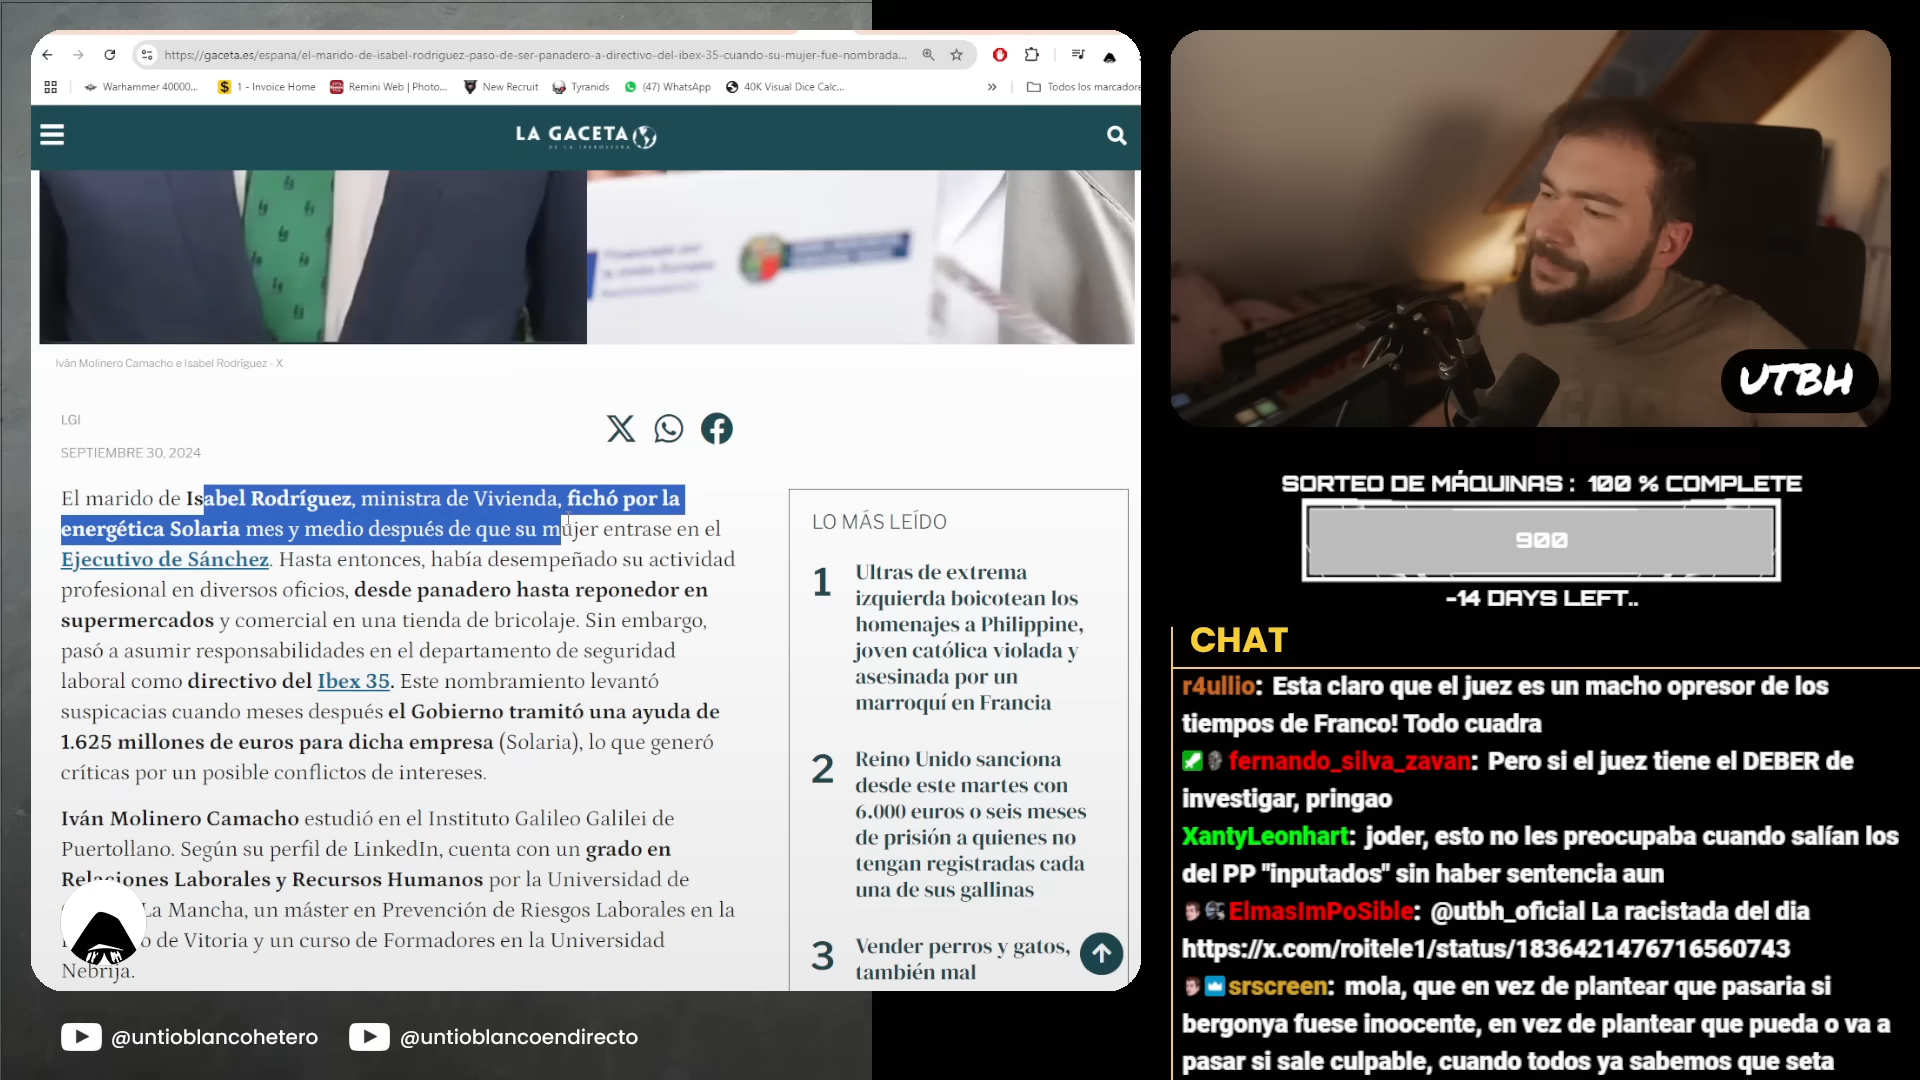 https://gaceta.es/espana/el-marido-de-isabel-rodriguez-paso-de-ser-panadero-a-directivo-del-ibex-35-cuando-su-mujer-fue-nombrada...
Warhammer 40000...
1 - Invoice Home
Remini Web | Photo...
New Recruit
Tyranids
(47) WhatsApp
40K Visual Dice Calc...
»
Todos los marcadore
LA GACETA
DE LA IBEROSFERA
Iván Molinero Camacho e Isabel Rodríguez - X
LGI
SEPTIEMBRE 30, 2024
El marido de Isabel Rodríguez, ministra de Vivienda, fichó por la
energética Solaria mes y medio después de que su mujer entrase en el
Ejecutivo de Sánchez. Hasta entonces, había desempeñado su actividad
profesional en diversos oficios, desde panadero hasta reponedor en
supermercados y comercial en una tienda de bricolaje. Sin embargo,
pasó a asumir responsabilidades en el departamento de seguridad
laboral como directivo del Ibex 35. Este nombramiento levantó
suspicacias cuando meses después el Gobierno tramitó una ayuda de
1.625 millones de euros para dicha empresa (Solaria), lo que generó
críticas por un posible conflictos de intereses.
Iván Molinero Camacho estudió en el Instituto Galileo Galilei de
Puertollano. Según su perfil de LinkedIn, cuenta con un grado en
Relaciones Laborales y Recursos Humanos por la Universidad de
La Mancha, un máster en Prevención de Riesgos Laborales en la
de Vitoria y un curso de Formadores en la Universidad
Nebrija.
LO MÁS LEÍDO
1
Ultras de extrema
izquierda boicotean los
homenajes a Philippine,
joven católica violada y
asesinada por un
marroquí en Francia
2
Reino Unido sanciona
desde este martes con
6.000 euros o seis meses
de prisión a quienes no
tengan registradas cada
una de sus gallinas
3
Vender perros y gatos,
también mal
@untioblancohetero
@untioblancoendirecto
UTBH
SORTEO DE MÁQUINAS : 100 % COMPLETE
900
-14 DAYS LEFT..
CHAT
r4ullio: Esta claro que el juez es un macho opresor de los
tiempos de Franco! Todo cuadra
fernando_silva_zavan: Pero si el juez tiene el DEBER de
investigar, pringao
XantyLeonhart: joder, esto no les preocupaba cuando salían los
del PP "inputados" sin haber sentencia aun
ElmasImPoSible: @utbh_oficial La racistada del dia
https://x.com/roitele1/status/1836421476716560743
srscreen: mola, que en vez de plantear que pasaria si
bergonya fuese inoocente, en vez de plantear que pueda o va a
pasar si sale culpable, cuando todos ya sabemos que seta